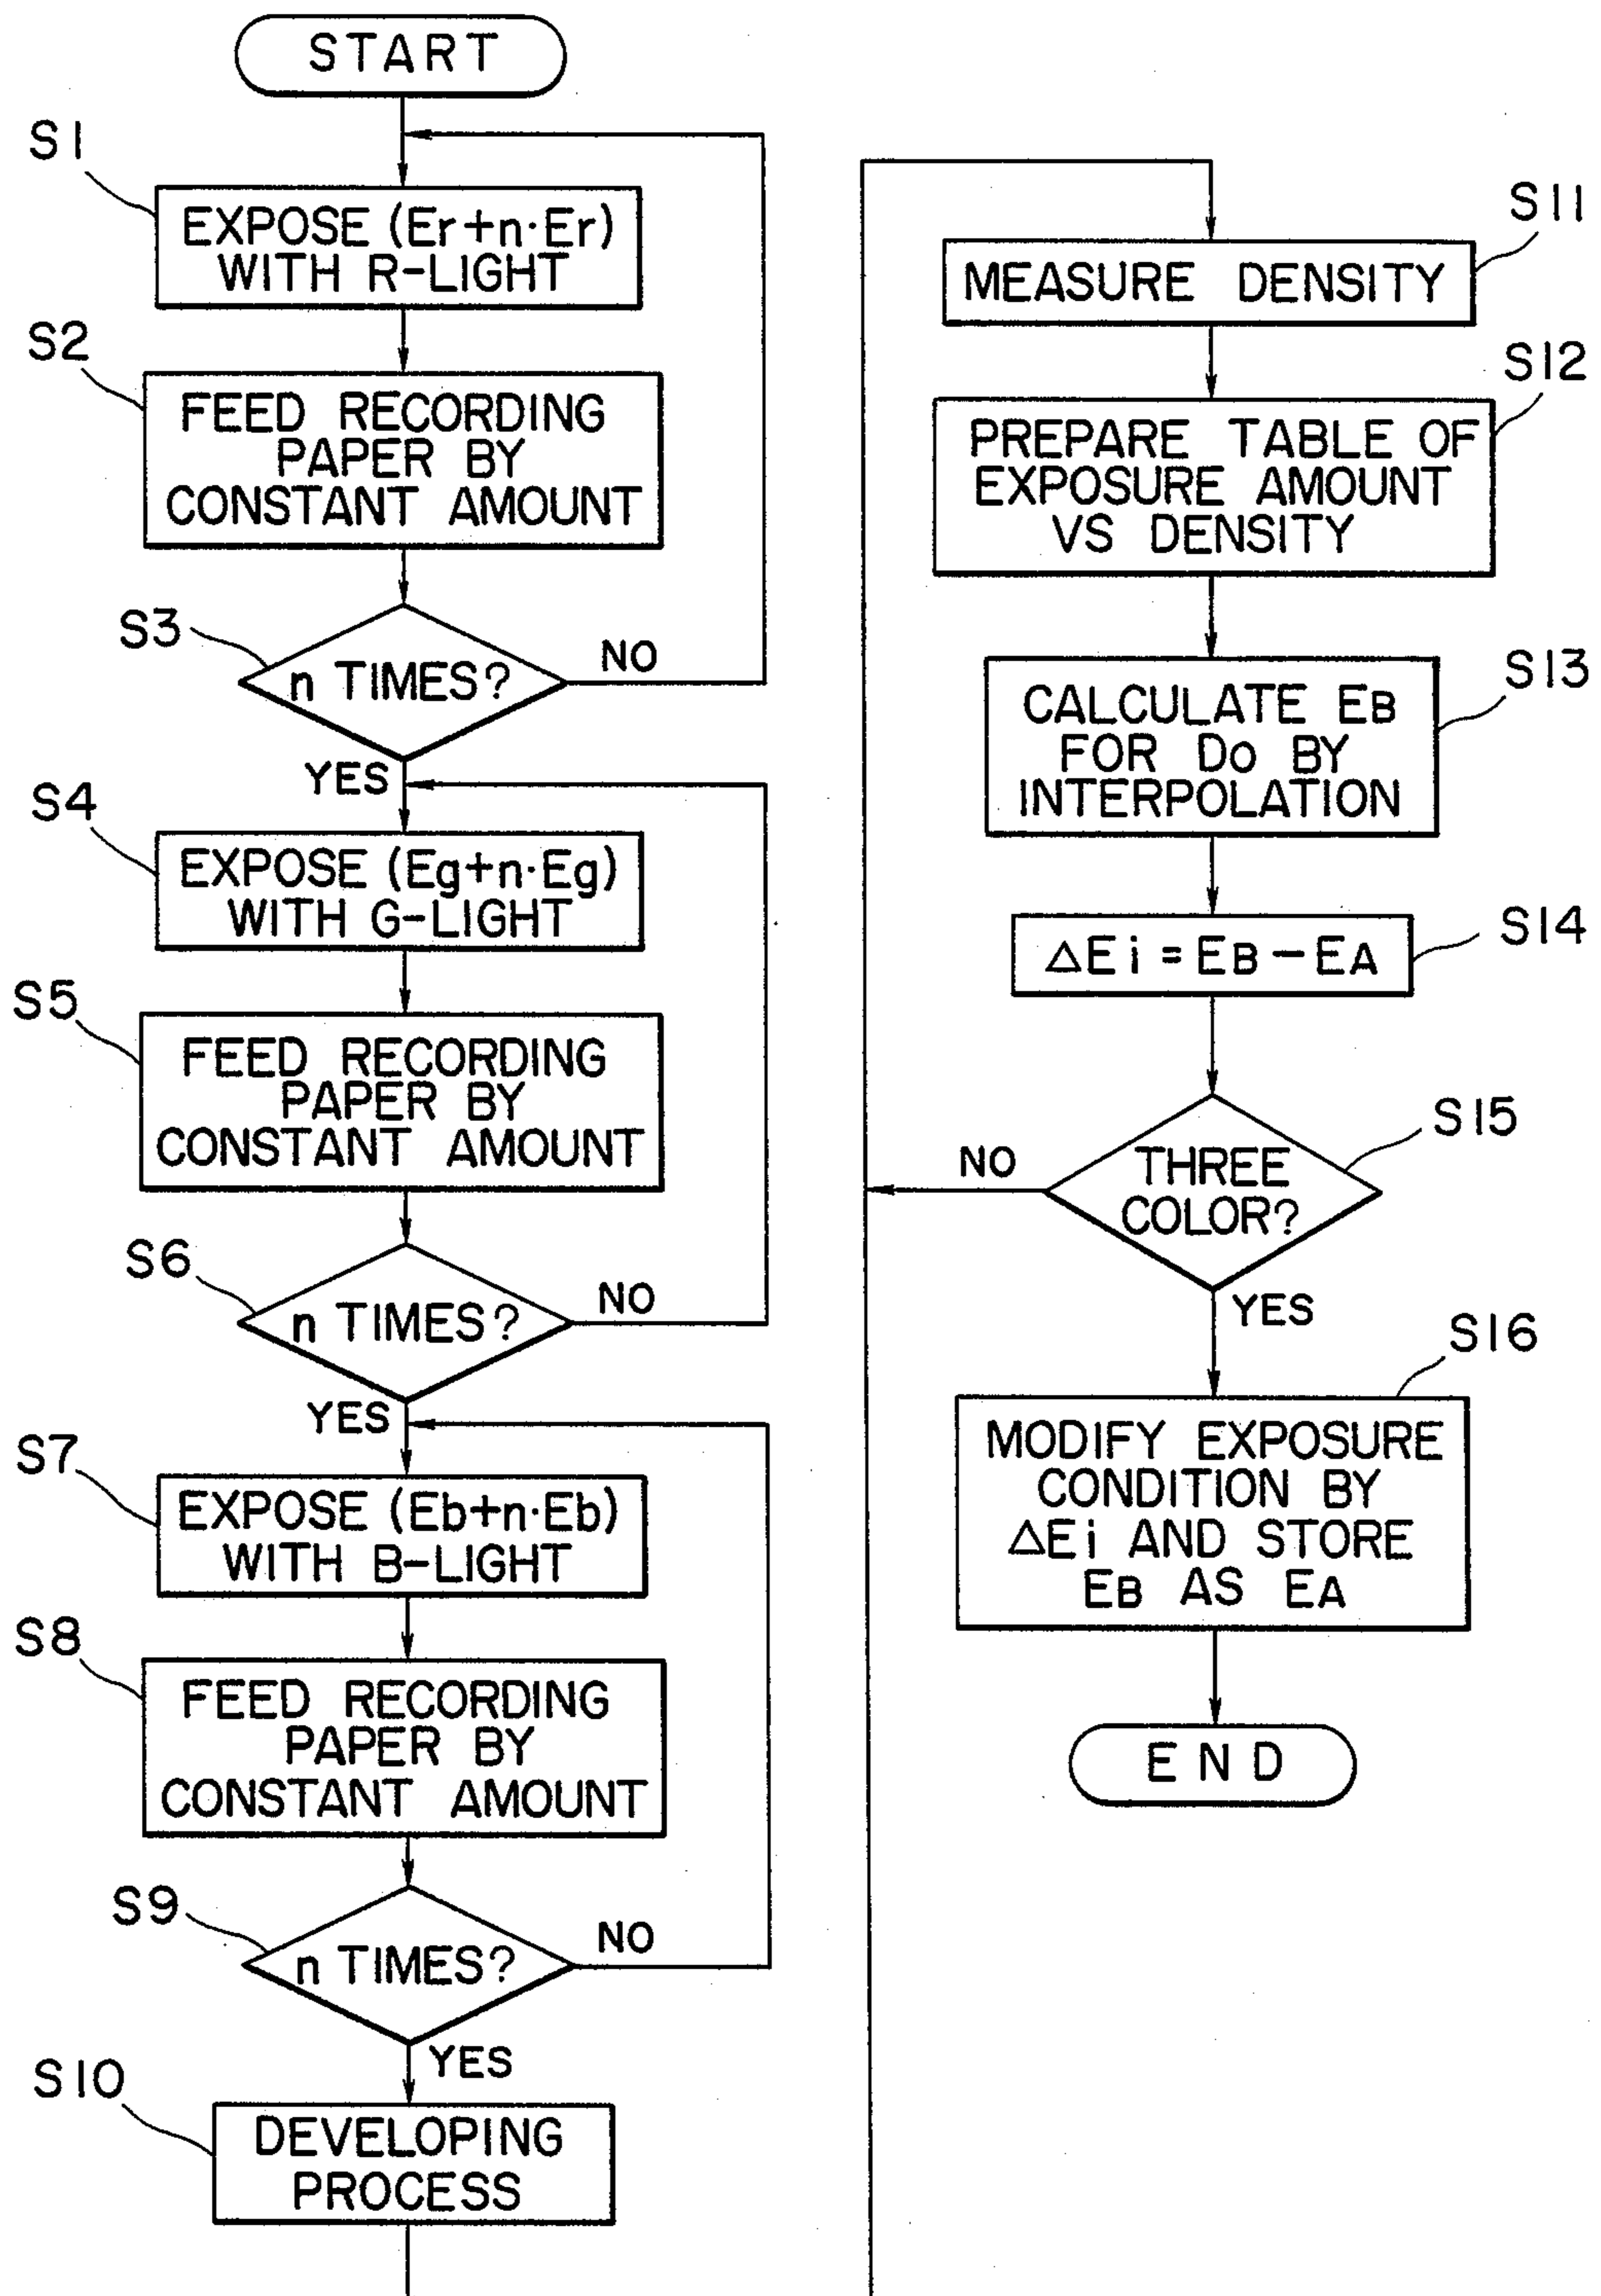 START
S1
EXPOSE (Er+n·Er)
WITH R-LIGHT
S2
FEED RECORDING
PAPER BY
CONSTANT AMOUNT
S3
n TIMES?
NO
YES
S4
EXPOSE (Eg+n·Eg)
WITH G-LIGHT
S5
FEED RECORDING
PAPER BY
CONSTANT AMOUNT
S6
n TIMES?
NO
YES
S7
EXPOSE (Eb+n·Eb)
WITH B-LIGHT
S8
FEED RECORDING
PAPER BY
CONSTANT AMOUNT
S9
n TIMES?
NO
YES
S10
DEVELOPING
PROCESS
S11
MEASURE DENSITY
S12
PREPARE TABLE OF
EXPOSURE AMOUNT
VS DENSITY
S13
CALCULATE EB
FOR Do BY
INTERPOLATION
S14
△Ei = EB - EA
S15
THREE
COLOR?
NO
YES
S16
MODIFY EXPOSURE
CONDITION BY
△Ei AND STORE
EB AS EA
END